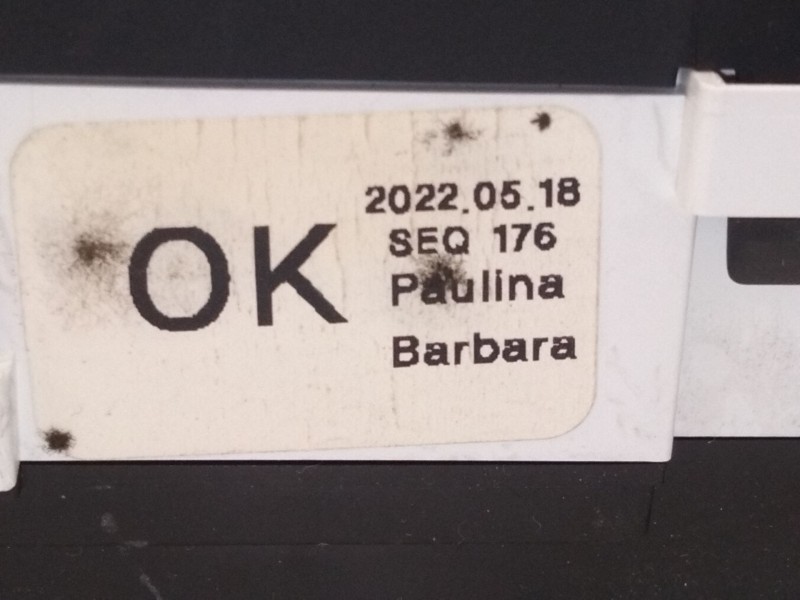 OK
2022.05.18
SEQ 176
Paulina
Barbara